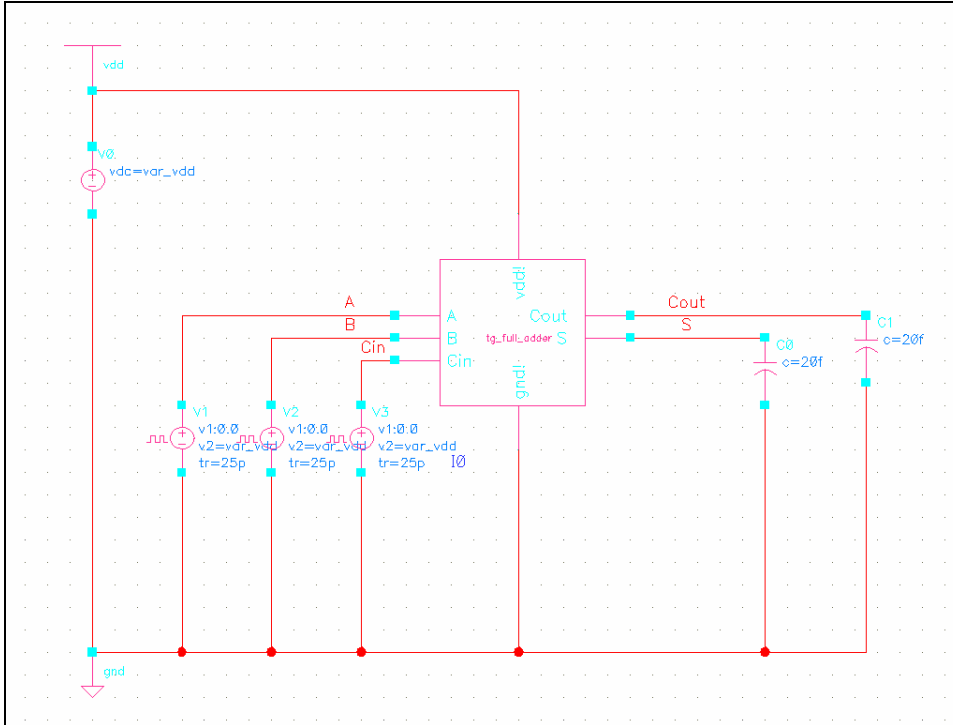 vdd
V0
vdc=var_vdd
vdd!
A
A
Cout
Cout
B
B
tg_full_adder
S
S
Cin
Cin
gnd!
C0
c=20f
C1
c=20f
V1
v1:0.0
v2=var_vdd
tr=25p
V2
v1:0.0
v2=var_vdd
tr=25p
V3
v1:0.0
v2=var_vdd
tr=25p
I0
gnd